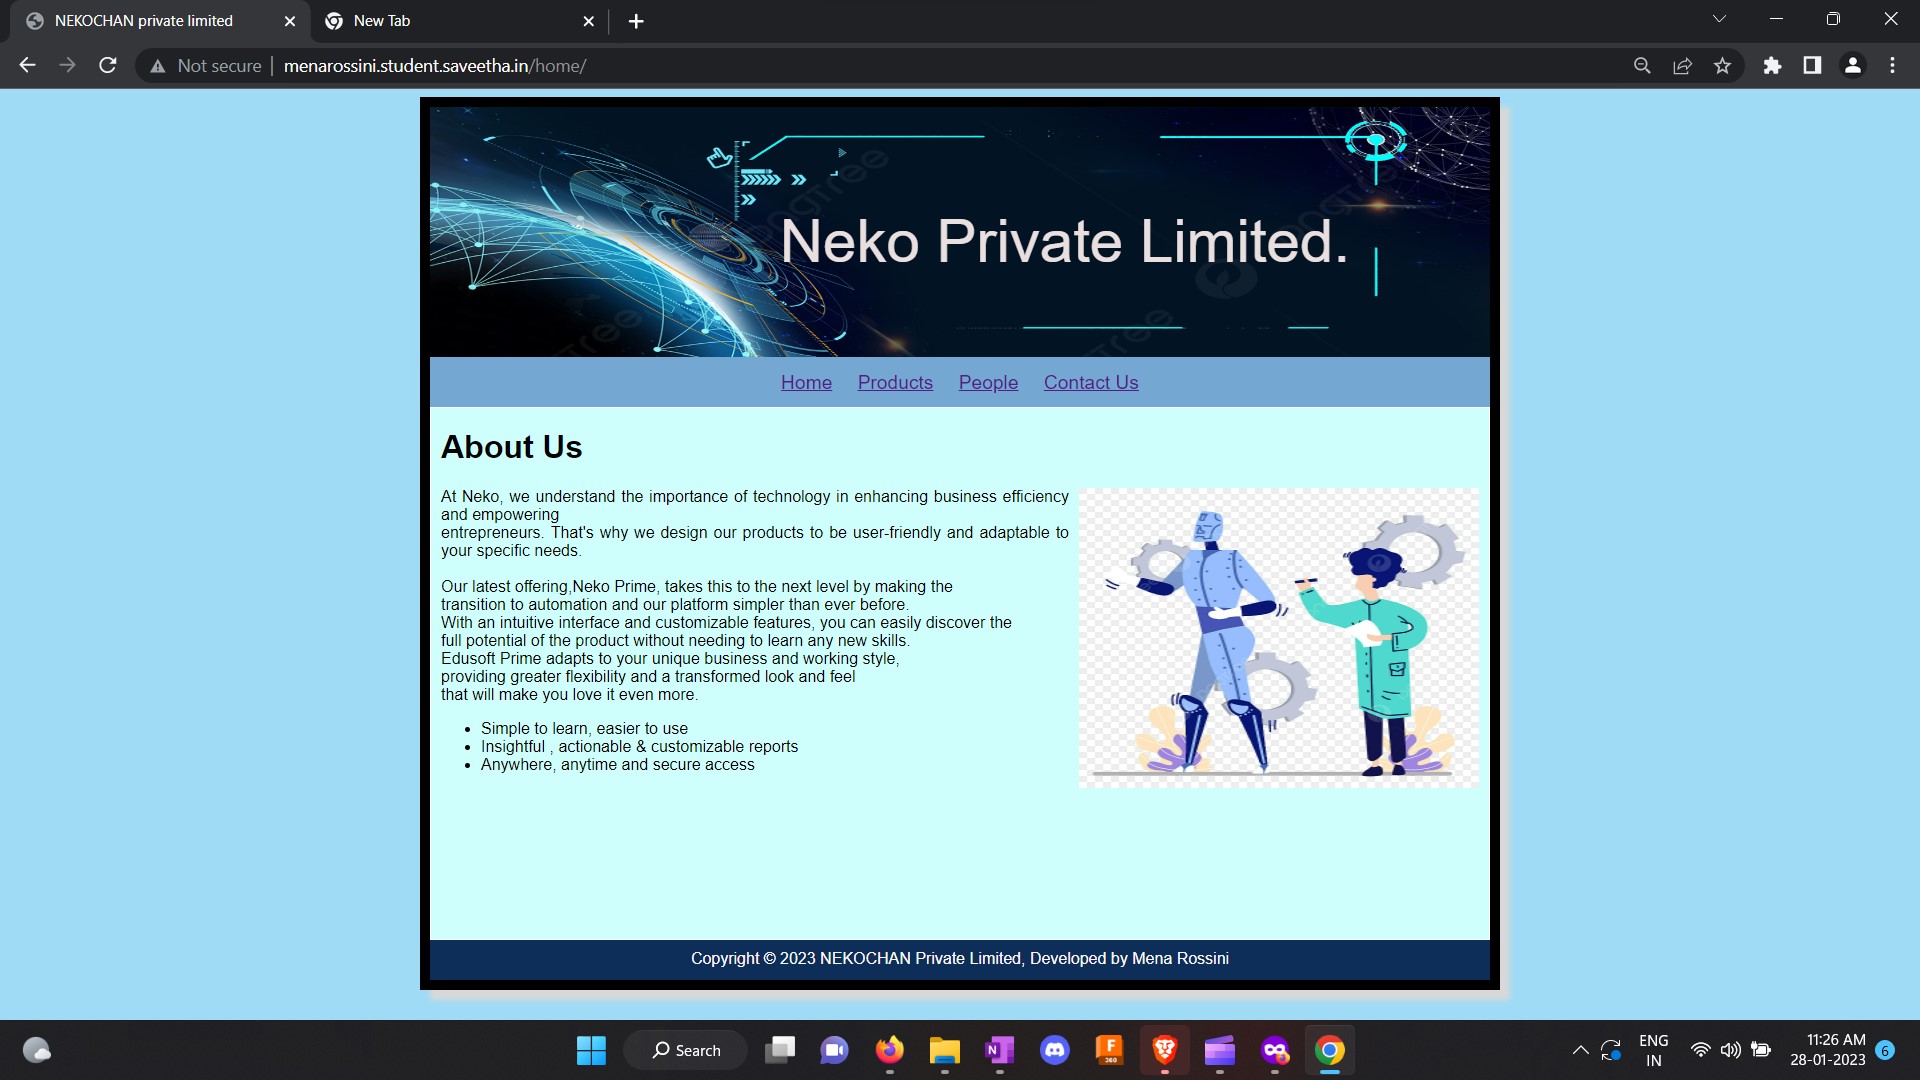 NEKOCHAN private limited
New Tab
Not secure
menarossini.student.saveetha.in/home/
Neko Private Limited.
Home Products People Contact Us
About Us
At Neko, we understand the importance of technology in enhancing business efficiency
and empowering
entrepreneurs. That's why we design our products to be user-friendly and adaptable to
your specific needs.
Our latest offering,Neko Prime, takes this to the next level by making the
transition to automation and our platform simpler than ever before.
With an intuitive interface and customizable features, you can easily discover the
full potential of the product without needing to learn any new skills.
Edusoft Prime adapts to your unique business and working style,
providing greater flexibility and a transformed look and feel
that will make you love it even more.
Simple to learn, easier to use
Insightful , actionable & customizable reports
Anywhere, anytime and secure access
Copyright © 2023 NEKOCHAN Private Limited, Developed by Mena Rossini
Search
N
F
360
ENG
IN
11:26 AM
28-01-2023
6